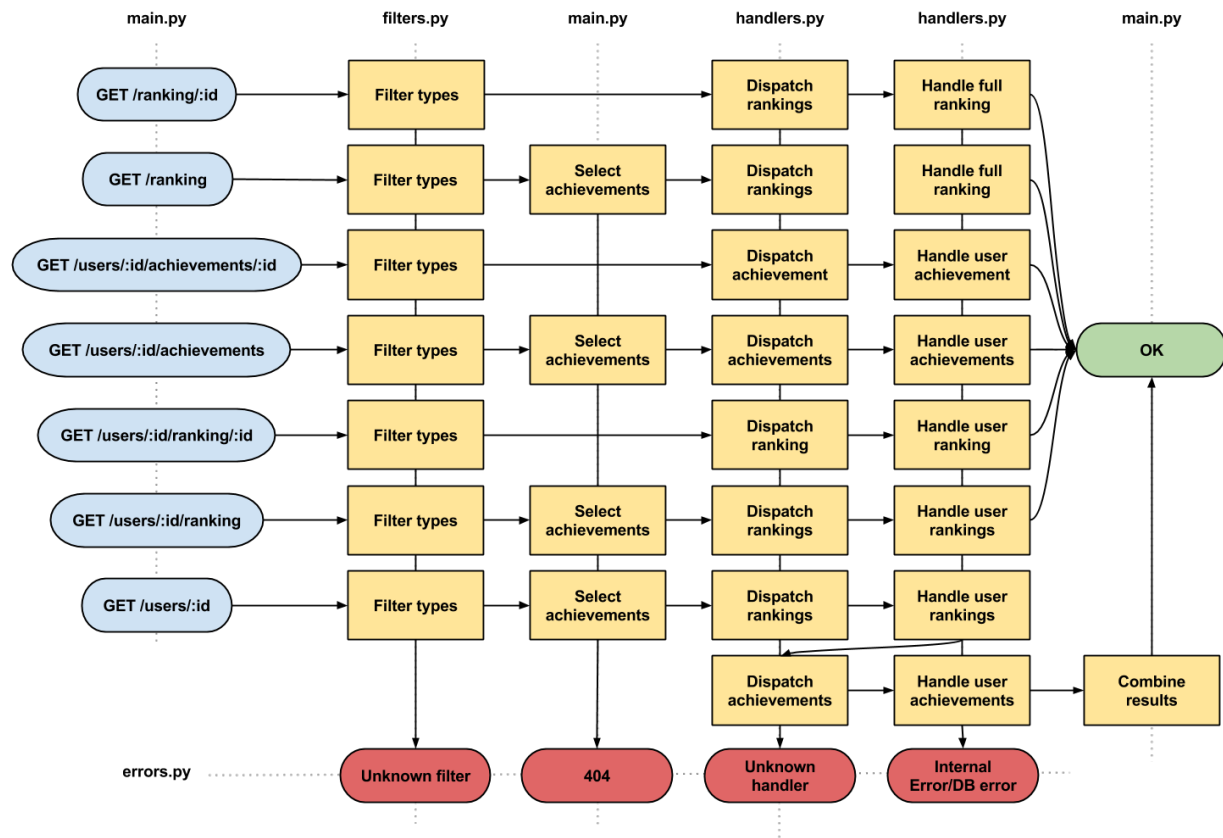 main.py
filters.py
main.py
handlers.py
handlers.py
main.py
GET /ranking/:id
Filter types
Dispatch
rankings
Handle full
ranking
GET /ranking
Filter types
Select
achievements
Dispatch
rankings
Handle full
ranking
GET /users/:id/achievements/:id
Filter types
Dispatch
achievement
Handle user
achievement
GET /users/:id/achievements
Filter types
Select
achievements
Dispatch
achievements
Handle user
achievements
OK
GET /users/:id/ranking/:id
Filter types
Dispatch
ranking
Handle user
ranking
GET /users/:id/ranking
Filter types
Select
achievements
Dispatch
rankings
Handle user
rankings
GET /users/:id
Filter types
Select
achievements
Dispatch
rankings
Handle user
rankings
Dispatch
achievements
Handle user
achievements
Combine
results
errors.py
Unknown filter
404
Unknown
handler
Internal
Error/DB error